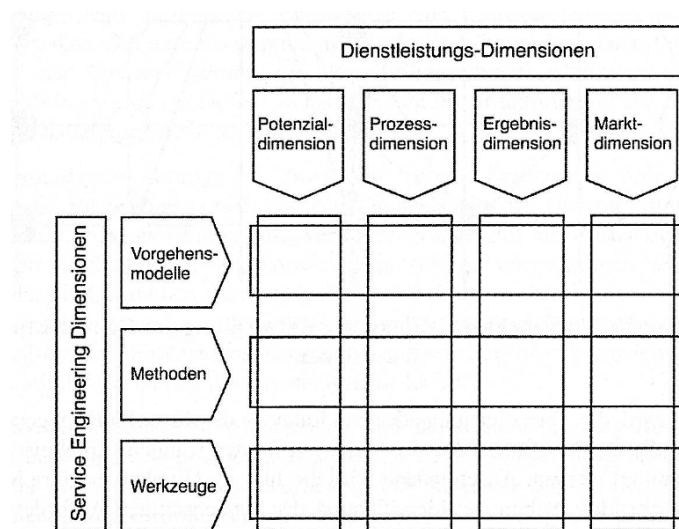 Dienstleistungs-Dimensionen
Potenzial-
dimension
Prozess-
dimension
Ergebnis-
dimension
Markt-
dimension
Service Engineering Dimensionen
Vorgehens-
modelle
Methoden
Werkzeuge